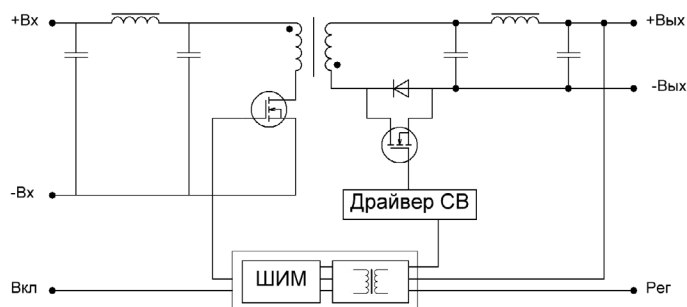 +Вх
+Вых
-Вых
-Вх
Драйвер СВ
Вкл
ШИМ
Рег